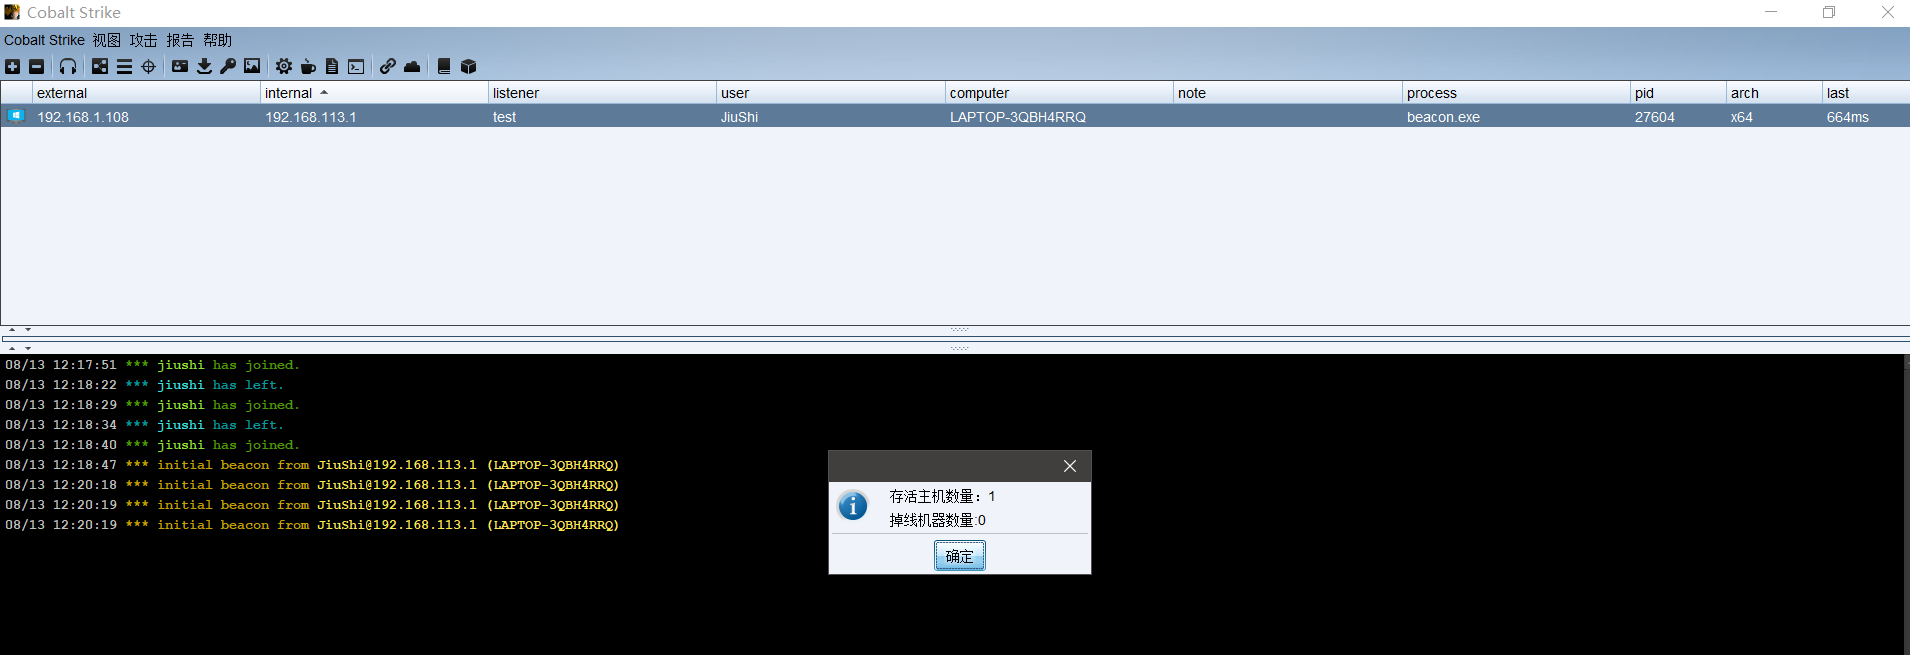 Cobalt Strike
Cobalt Strike 视图 攻击 报告 帮助
external internal listener user computer note process pid arch last
192.168.1.108 192.168.113.1 test JiuShi LAPTOP-3QBH4RRQ beacon.exe 27604 x64 664ms
08/13 12:17:51 *** jiushi has joined.
08/13 12:18:22 *** jiushi has left.
08/13 12:18:29 *** jiushi has joined.
08/13 12:18:34 *** jiushi has left.
08/13 12:18:40 *** jiushi has joined.
08/13 12:18:47 *** initial beacon from JiuShi@192.168.113.1 (LAPTOP-3QBH4RRQ)
08/13 12:20:18 *** initial beacon from JiuShi@192.168.113.1 (LAPTOP-3QBH4RRQ)
08/13 12:20:19 *** initial beacon from JiuShi@192.168.113.1 (LAPTOP-3QBH4RRQ)
08/13 12:20:19 *** initial beacon from JiuShi@192.168.113.1 (LAPTOP-3QBH4RRQ)
存活主机数量：1
掉线机器数量:0
确定